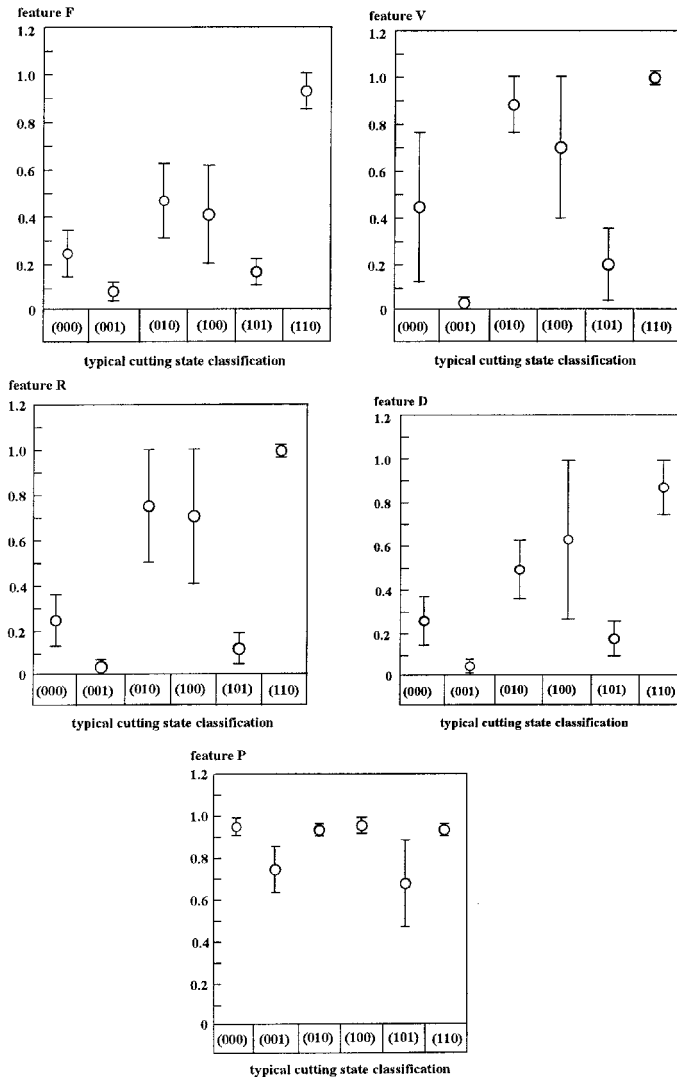 feature F
1.2
1.0
0.8
0.6
0.4
0.2
0
(000) (001) (010) (100) (101) (110)
typical cutting state classification
feature V
1.2
1.0
0.8
0.6
0.4
0.2
0
(000) (001) (010) (100) (101) (110)
typical cutting state classification
feature R
1.2
1.0
0.8
0.6
0.4
0.2
0
(000) (001) (010) (100) (101) (110)
typical cutting state classification
feature D
1.2
1.0
0.8
0.6
0.4
0.2
0
(000) (001) (010) (100) (101) (110)
typical cutting state classification
feature P
1.2
1.0
0.8
0.6
0.4
0.2
0
(000) (001) (010) (100) (101) (110)
typical cutting state classification